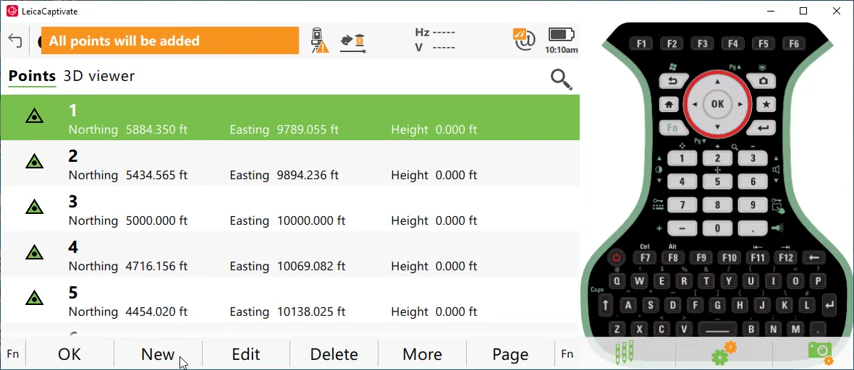 LeicaCaptivate
All points will be added
Hz -----
V -----
10:10am
Points 3D viewer
1
Northing 5884.350 ft Easting 9789.055 ft Height 0.000 ft
2
Northing 5434.565 ft Easting 9894.236 ft Height 0.000 ft
3
Northing 5000.000 ft Easting 10000.000 ft Height 0.000 ft
4
Northing 4716.156 ft Easting 10069.082 ft Height 0.000 ft
5
Northing 4454.020 ft Easting 10138.025 ft Height 0.000 ft
Fn OK New Edit Delete More Page Fn
F1 F2 F3 F4 F5 F6
Pg
OK
Fn
Pg
1 2 3
4 5 6
7 8 9
- 0 .
Ctrl Alt
F7 F8 F9 F10 F11 F12
Q W E R T Y U I O P
Caps
A S D F G H J K L
Z X C V B N M